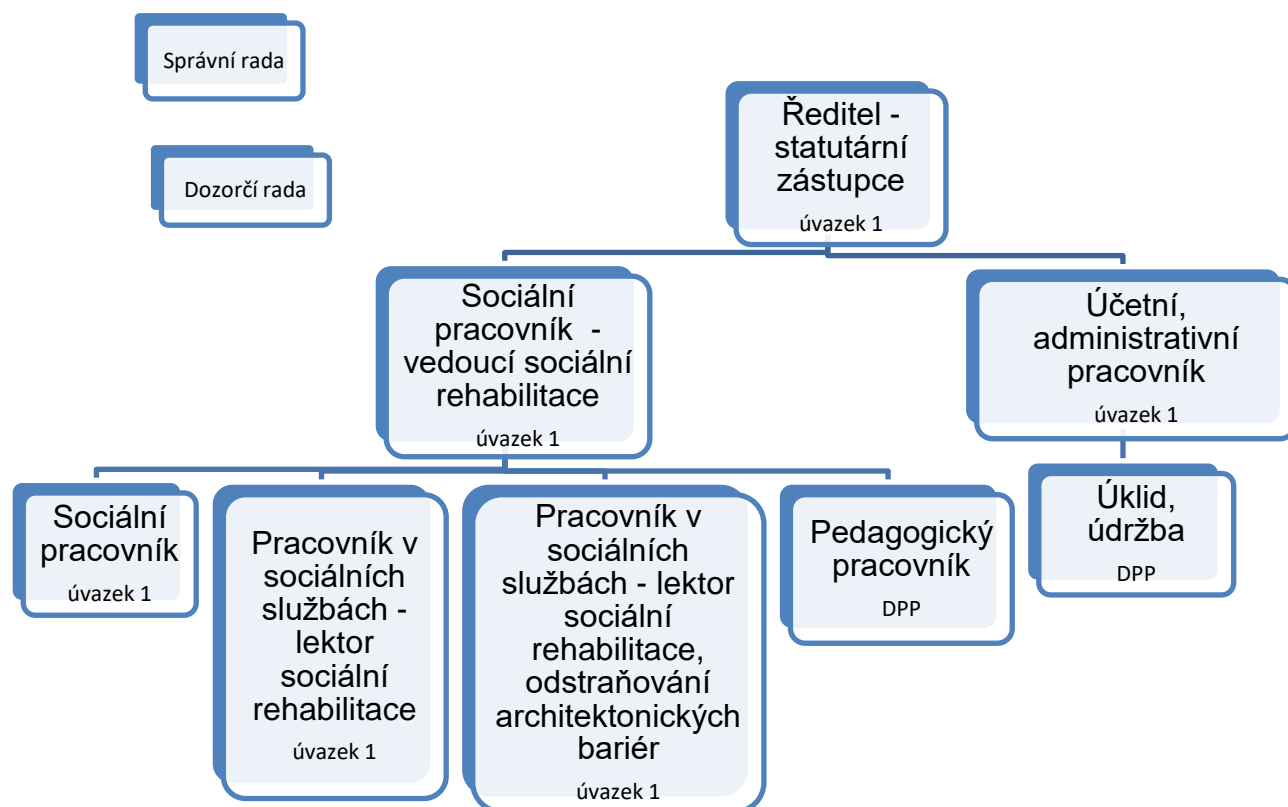 Správní rada
Dozorčí rada
Ředitel -
statutární
zástupce
úvazek 1
Sociální
pracovník -
vedoucí sociální
rehabilitace
úvazek 1
Účetní,
administrativní
pracovník
úvazek 1
Sociální
pracovník
úvazek 1
Pracovník v
sociálních
službách -
lektor
sociální
rehabilitace
úvazek 1
Pracovník v
sociálních
službách - lektor
sociální
rehabilitace,
odstraňování
architektonických
bariér
úvazek 1
Pedagogický
pracovník
DPP
Úklid,
údržba
DPP